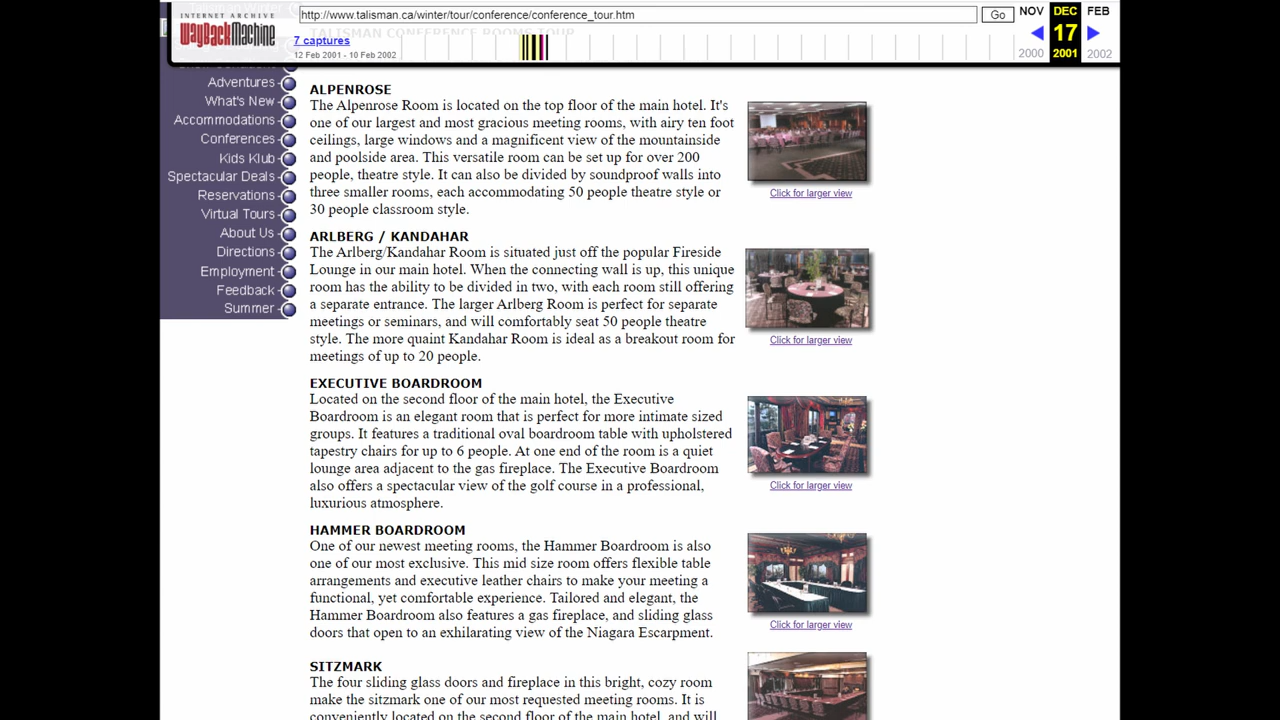 INTERNET ARCHIVE
WayBackMachine
http://www.talisman.ca/winter/tour/conference/conference_tour.htm
Go
NOV DEC FEB
7 captures
17
12 Feb 2001 - 10 Feb 2002
2000 2001 2002
TALISMAN CONFERENCE ROOMS TOUR
Adventures
What's New
Accommodations
Conferences
Kids Klub
Spectacular Deals
Reservations
Virtual Tours
About Us
Directions
Employment
Feedback
Summer
ALPENROSE
The Alpenrose Room is located on the top floor of the main hotel. It's
one of our largest and most gracious meeting rooms, with airy ten foot
ceilings, large windows and a magnificent view of the mountainside
and poolside area. This versatile room can be set up for over 200
people, theatre style. It can also be divided by soundproof walls into
three smaller rooms, each accommodating 50 people theatre style or
30 people classroom style.
Click for larger view
ARLBERG / KANDAHAR
The Arlberg/Kandahar Room is situated just off the popular Fireside
Lounge in our main hotel. When the connecting wall is up, this unique
room has the ability to be divided in two, with each room still offering
a separate entrance. The larger Arlberg Room is perfect for separate
meetings or seminars, and will comfortably seat 50 people theatre
style. The more quaint Kandahar Room is ideal as a breakout room for
meetings of up to 20 people.
Click for larger view
EXECUTIVE BOARDROOM
Located on the second floor of the main hotel, the Executive
Boardroom is an elegant room that is perfect for more intimate sized
groups. It features a traditional oval boardroom table with upholstered
tapestry chairs for up to 6 people. At one end of the room is a quiet
lounge area adjacent to the gas fireplace. The Executive Boardroom
also offers a spectacular view of the golf course in a professional,
luxurious atmosphere.
Click for larger view
HAMMER BOARDROOM
One of our newest meeting rooms, the Hammer Boardroom is also
one of our most exclusive. This mid size room offers flexible table
arrangements and executive leather chairs to make your meeting a
functional, yet comfortable experience. Tailored and elegant, the
Hammer Boardroom also features a gas fireplace, and sliding glass
doors that open to an exhilarating view of the Niagara Escarpment.
Click for larger view
SITZMARK
The four sliding glass doors and fireplace in this bright, cozy room
make the sitzmark one of our most requested meeting rooms. It is
conveniently located on the second floor of the main hotel, and will